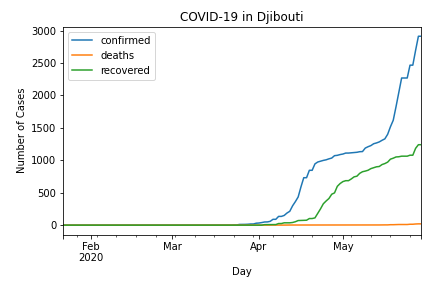 COVID-19 in Djibouti
confirmed
deaths
recovered
3000
2500
2000
1500
1000
500
0
Number of Cases
Feb
2020
Mar
Apr
May
Day